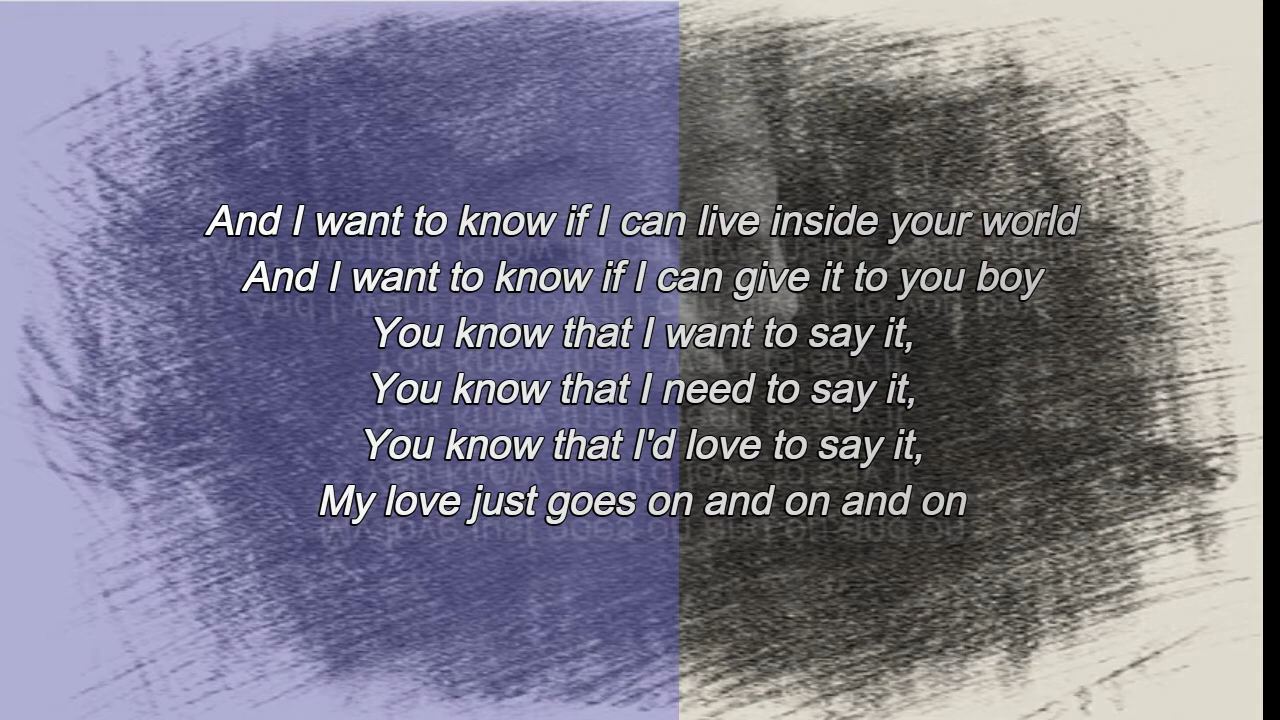 And I want to know if I can live inside your world
And I want to know if I can give it to you boy
You know that I want to say it,
You know that I need to say it,
You know that I'd love to say it,
My love just goes on and on and on